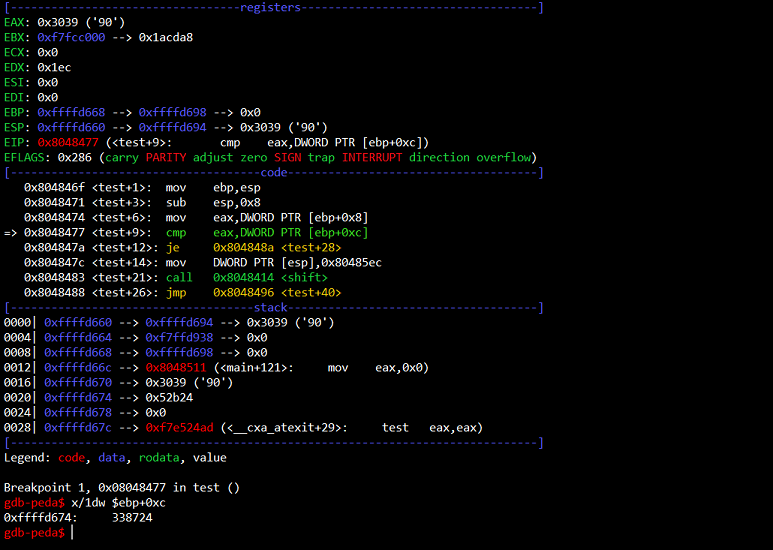 [----------------------------------registers-----------------------------------]
EAX: 0x3039 ('90')
EBX: 0xf7fcc000 --> 0x1acda8
ECX: 0x0
EDX: 0x1ec
ESI: 0x0
EDI: 0x0
EBP: 0xffffd668 --> 0xffffd698 --> 0x0
ESP: 0xffffd660 --> 0xffffd694 --> 0x3039 ('90')
EIP: 0x8048477 (<test+9>:       cmp    eax,DWORD PTR [ebp+0xc])
EFLAGS: 0x286 (carry PARITY adjust zero SIGN trap INTERRUPT direction overflow)
[-------------------------------------code-------------------------------------]
   0x804846f <test+1>:  mov    ebp,esp
   0x8048471 <test+3>:  sub    esp,0x8
   0x8048474 <test+6>:  mov    eax,DWORD PTR [ebp+0x8]
=> 0x8048477 <test+9>:  cmp    eax,DWORD PTR [ebp+0xc]
   0x804847a <test+12>: je     0x804848a <test+28>
   0x804847c <test+14>: mov    DWORD PTR [esp],0x80485ec
   0x8048483 <test+21>: call   0x8048414 <shift>
   0x8048488 <test+26>: jmp    0x8048496 <test+40>
[------------------------------------stack-------------------------------------]
0000| 0xffffd660 --> 0xffffd694 --> 0x3039 ('90')
0004| 0xffffd664 --> 0xf7ffd938 --> 0x0
0008| 0xffffd668 --> 0xffffd698 --> 0x0
0012| 0xffffd66c --> 0x8048511 (<main+121>:     mov    eax,0x0)
0016| 0xffffd670 --> 0x3039 ('90')
0020| 0xffffd674 --> 0x52b24
0024| 0xffffd678 --> 0x0
0028| 0xffffd67c --> 0xf7e524ad (<__cxa_atexit+29>:     test   eax,eax)
[------------------------------------------------------------------------------]
Legend: code, data, rodata, value

Breakpoint 1, 0x08048477 in test ()
gdb-peda$ x/1dw $ebp+0xc
0xffffd674:     338724
gdb-peda$